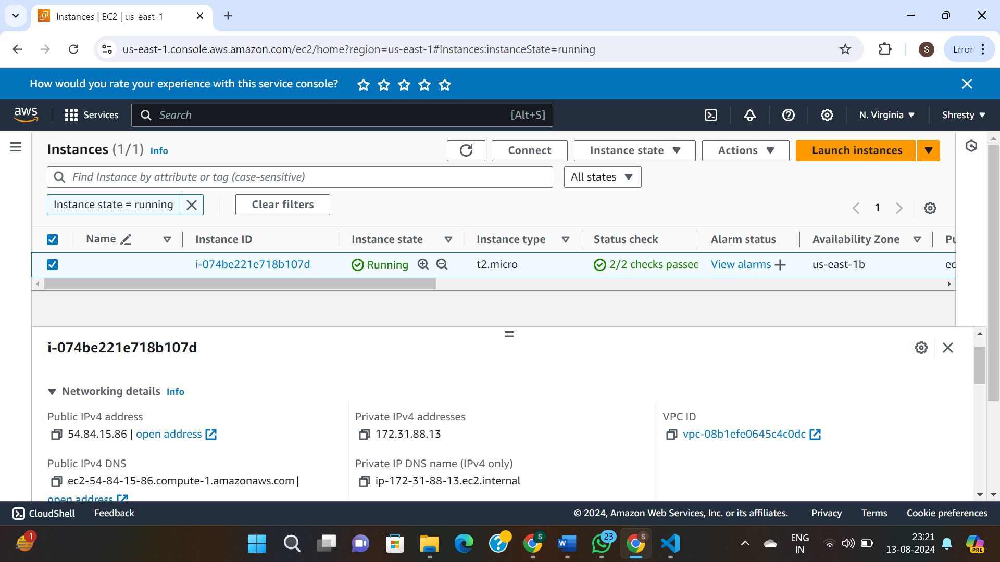 Instances | EC2 | us-east-1
us-east-1.console.aws.amazon.com/ec2/home?region=us-east-1#Instances:instanceState=running
S
Error
How would you rate your experience with this service console?
aws
Services
Search
[Alt+S]
N. Virginia
Shresty
Instances (1/1) Info
Connect
Instance state
Actions
Launch instances
Find Instance by attribute or tag (case-sensitive)
All states
Instance state = running
Clear filters
1
Name
Instance ID
Instance state
Instance type
Status check
Alarm status
Availability Zone
Pu
i-074be221e718b107d
Running
t2.micro
2/2 checks passed
View alarms
us-east-1b
ec
i-074be221e718b107d
Networking details Info
Public IPv4 address
54.84.15.86 | open address
Private IPv4 addresses
172.31.88.13
VPC ID
vpc-08b1efe0645c4c0dc
Public IPv4 DNS
ec2-54-84-15-86.compute-1.amazonaws.com |
open address
Private IP DNS name (IPv4 only)
ip-172-31-88-13.ec2.internal
CloudShell
Feedback
© 2024, Amazon Web Services, Inc. or its affiliates.
Privacy
Terms
Cookie preferences
1
S
W
23
S
ENG
IN
23:21
13-08-2024
PRE